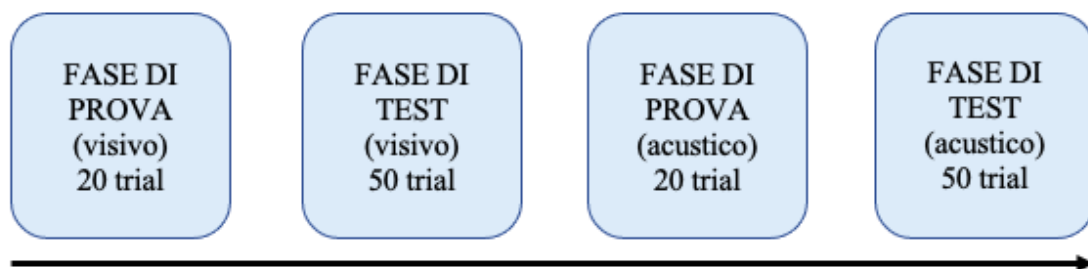 FASE DI
PROVA
(visivo)
20 trial
FASE DI
TEST
(visivo)
50 trial
FASE DI
PROVA
(acustico)
20 trial
FASE DI
TEST
(acustico)
50 trial